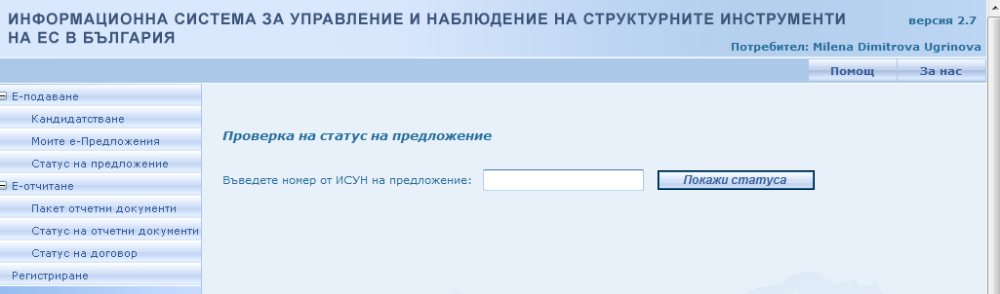 ИНФОРМАЦИОННА СИСТЕМА ЗА УПРАВЛЕНИЕ И НАБЛЮДЕНИЕ НА СТРУКТУРНИТЕ ИНСТРУМЕНТИ
НА ЕС В БЪЛГАРИЯ
версия 2.7
Потребител: Milena Dimitrova Ugrinova
Помощ
За нас
Е-подаване
Кандидатстване
Моите е-Предложения
Статус на предложение
Е-отчитане
Пакет отчетни документи
Статус на отчетни документи
Статус на договор
Регистриране
Проверка на статус на предложение
Въведете номер от ИСУН на предложение:
Покажи статуса